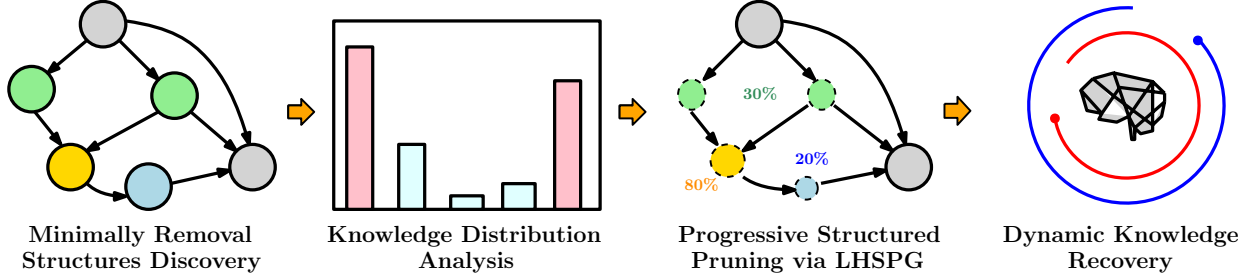 30%
20%
80%
Minimally Removal
Structures Discovery
Knowledge Distribution
Analysis
Progressive Structured
Pruning via LHSPG
Dynamic Knowledge
Recovery